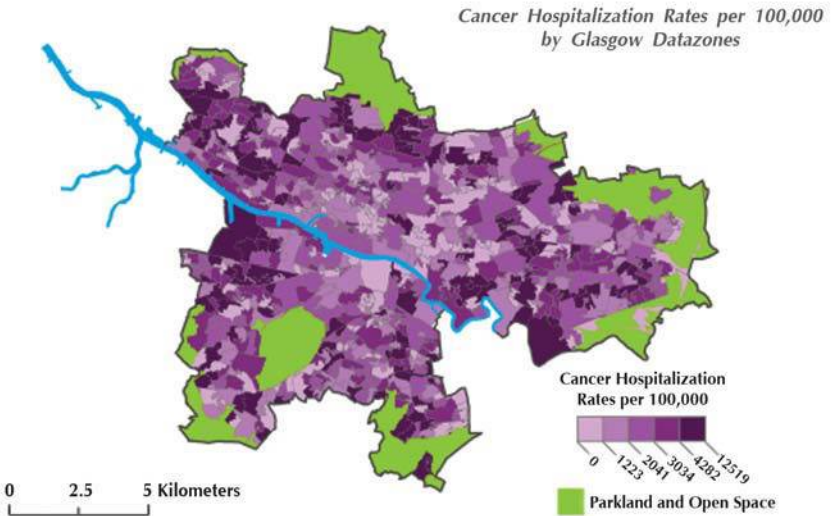 Cancer Hospitalization Rates per 100,000
by Glasgow Datazones
Cancer Hospitalization
Rates per 100,000
0
1223
2041
3034
4282
12519
0 2.5 5 Kilometers
Parkland and Open Space